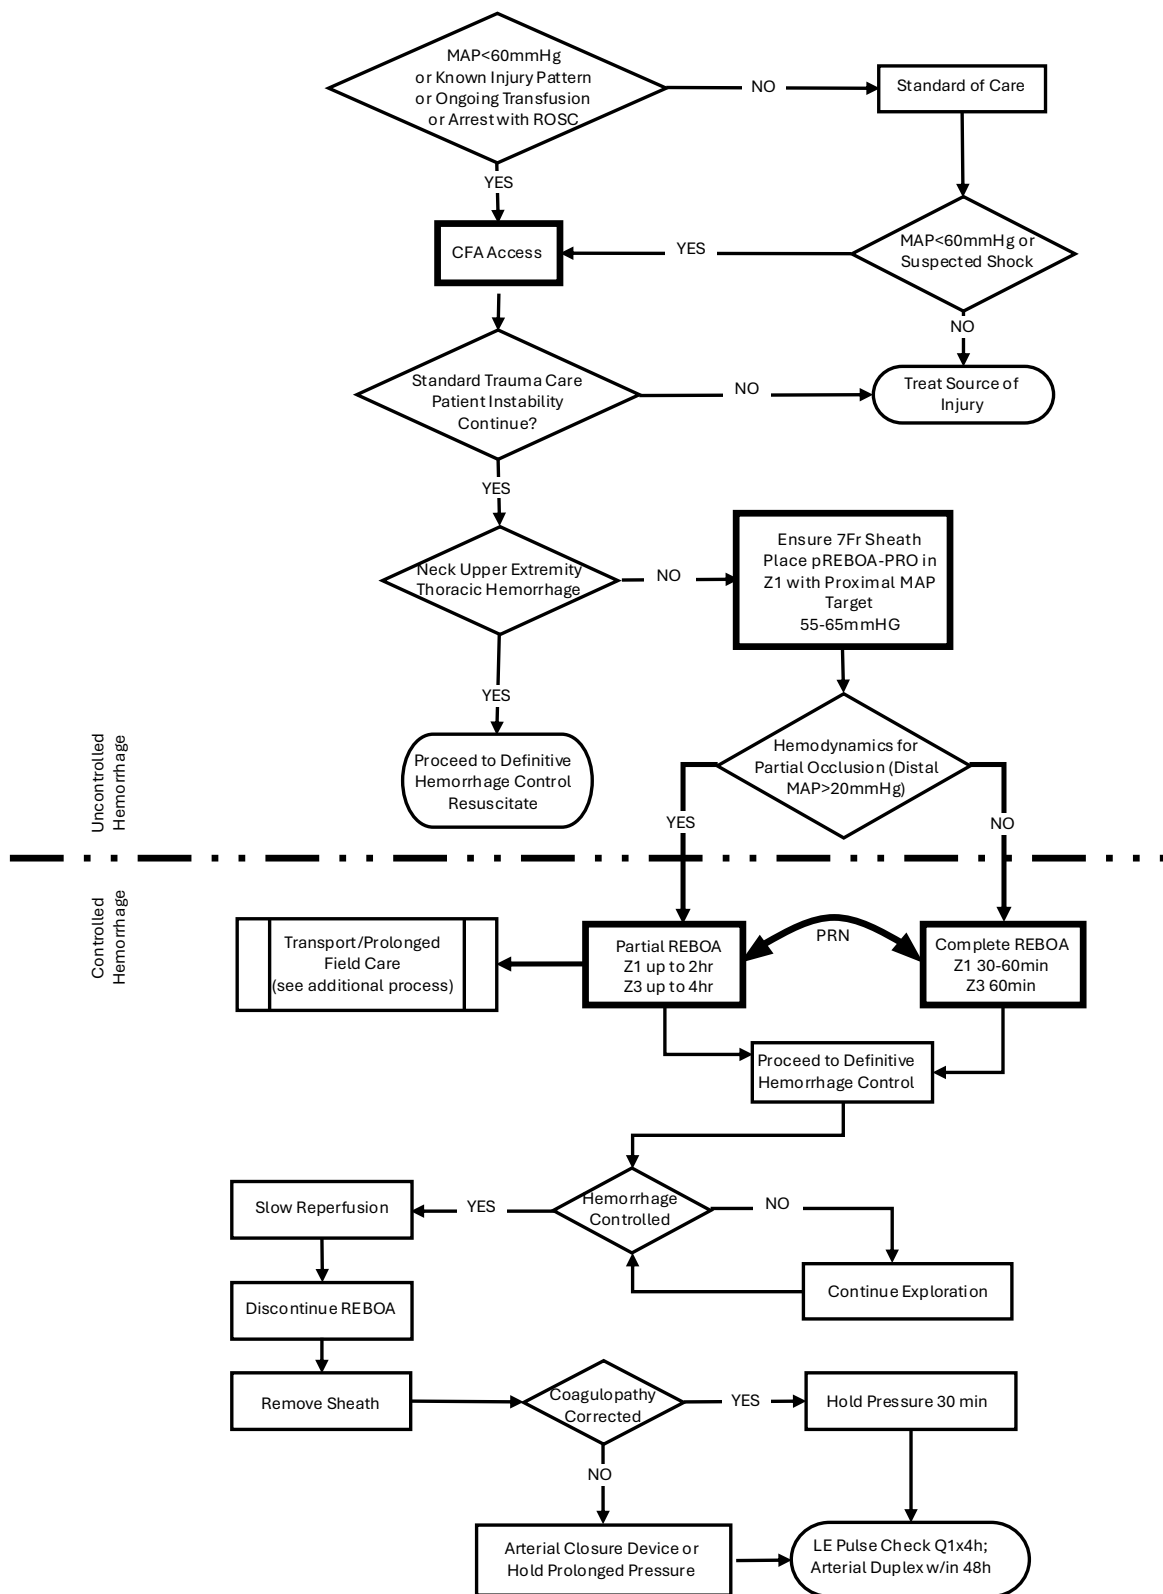 MAP<60mmHg
or Known Injury Pattern
or Ongoing Transfusion
or Arrest with ROSC
NO
Standard of Care
YES
CFA Access
YES
MAP<60mmHg or
Suspected Shock
NO
Standard Trauma Care
Patient Instability
Continue?
NO
Treat Source of
Injury
YES
Neck Upper Extremity
Thoracic Hemorrhage
NO
Ensure 7Fr Sheath
Place pREBOA-PRO in
Z1 with Proximal MAP
Target
55-65mmHG
YES
Proceed to Definitive
Hemorrhage Control
Resuscitate
Hemodynamics for
Partial Occlusion (Distal
MAP>20mmHg)
YES
NO
Uncontrolled
Hemorrhage
Controlled
Hemorrhage
Transport/Prolonged
Field Care
(see additional process)
Partial REBOA
Z1 up to 2hr
Z3 up to 4hr
PRN
Complete REBOA
Z1 30-60min
Z3 60min
Proceed to Definitive
Hemorrhage Control
Hemorrhage
Controlled
YES
NO
Slow Reperfusion
Continue Exploration
Discontinue REBOA
Remove Sheath
Coagulopathy
Corrected
YES
Hold Pressure 30 min
NO
Arterial Closure Device or
Hold Prolonged Pressure
LE Pulse Check Q1x4h;
Arterial Duplex w/in 48h